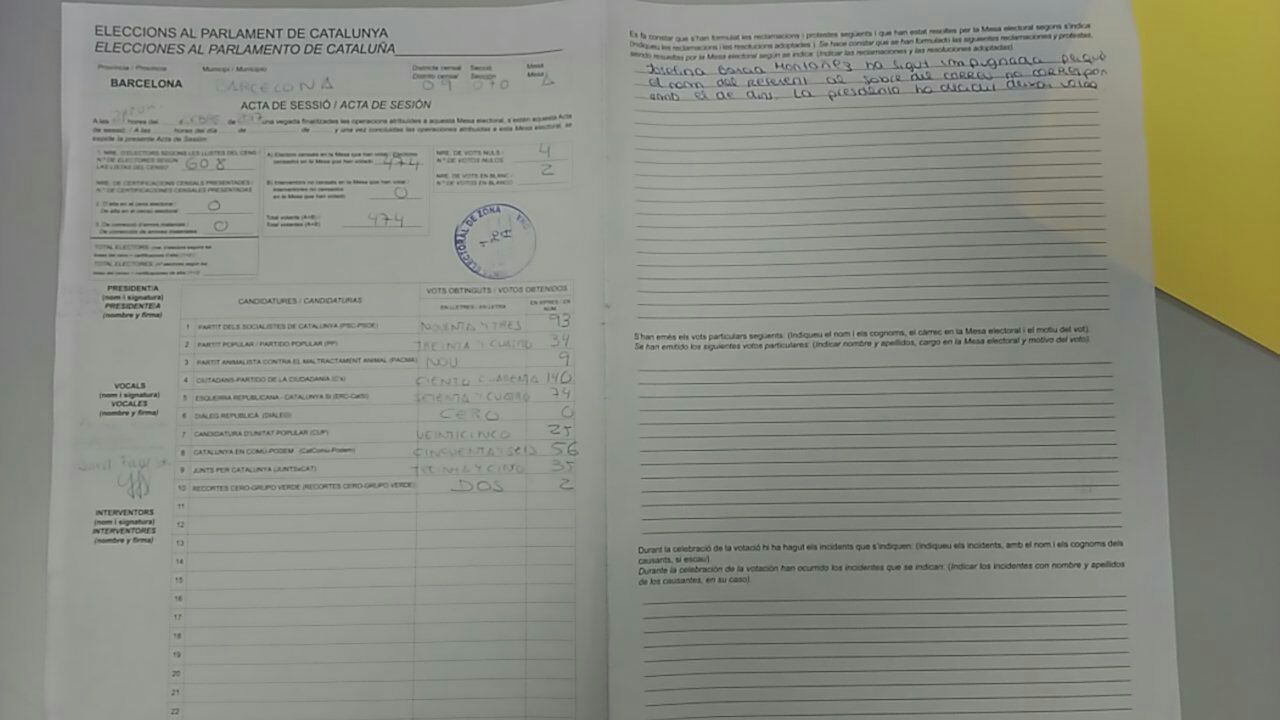 ELECCIONS AL PARLAMENT DE CATALUNYA
ELECCIONES AL PARLAMENTO DE CATALUÑA
Província / Provincia Municipi / Municipio Districte censal Secció Mesa
Distrito censal Sección Mesa
BARCELONA BARCELONA 09 070 A
ACTA DE SESSIÓ / ACTA DE SESIÓN
A les hores del de 2017 una vegada finalitzades les operacions atribuïdes a aquesta Mesa electoral, s'estén aquesta Acta
de sessió. / A las horas del día de de y una vez concluidas las operaciones atribuidas a esta Mesa electoral, se
expide la presente Acta de Sesión.
1. NRE. D'ELECTORS SEGONS LES LLISTES DEL CENS /
N.º DE ELECTORES SEGÚN
LAS LISTAS DEL CENSO 608
NRE. DE CERTIFICACIONS CENSALS PRESENTADES /
N.º DE CERTIFICACIONES CENSALES PRESENTADAS
2. D'alta en el cens electoral /
De alta en el censo electoral 0
3. De correcció d'errors materials /
De corrección de errores materiales 0
TOTAL ELECTORS
TOTAL ELECTORES
A) Electors censats en la Mesa que han votat / Electores
censados en la Mesa que han votado 474
B) Interventors no censats en la Mesa que han votat /
Interventores no censados
en la Mesa que han votado 0
Total votants (A+B) /
Total votantes (A+B) 474
NRE. DE VOTS NULS /
N.º DE VOTOS NULOS 4
NRE. DE VOTS EN BLANC /
N.º DE VOTOS EN BLANCO 2
ELECTORAL DE ZONA
PRESIDENT/A
(nom i signatura)
PRESIDENTE/A
(nombre y firma)
VOCALS
(nom i signatura)
VOCALES
(nombre y firma)
INTERVENTORS
(nom i signatura)
INTERVENTORES
(nombre y firma)
CANDIDATURES / CANDIDATURAS VOTS OBTINGUTS / VOTOS OBTENIDOS
EN LLETRES / EN LETRA EN XIFRES / EN NÚM.
1 PARTIT DELS SOCIALISTES DE CATALUNYA (PSC-PSOE) NOVENTA Y TRES 93
2 PARTIT POPULAR / PARTIDO POPULAR (PP) TREINTA Y CUATRO 34
3 PARTIT ANIMALISTA CONTRA EL MALTRACTAMENT ANIMAL (PACMA) NOU 9
4 CIUTADANS-PARTIDO DE LA CIUDADANÍA (C's) CIENTO CUARENTA 140
5 ESQUERRA REPUBLICANA - CATALUNYA SÍ (ERC-CatSí) SETENTA Y CUATRO 74
6 DIÀLEG REPUBLICÀ (DIÀLEG) CERO 0
7 CANDIDATURA D'UNITAT POPULAR (CUP) VEINTICINCO 25
8 CATALUNYA EN COMÚ-PODEM (CatComú-Podem) CINCUENTA Y SEIS 56
9 JUNTS PER CATALUNYA (JUNTSxCAT) TREINTA Y CINCO 35
10 RECORTES CERO-GRUPO VERDE (RECORTES CERO-GRUPO VERDE) DOS 2
11
12
13
14
15
16
17
18
19
20
21
22
Es fa constar que s'han formulat les reclamacions i protestes següents i que han estat resoltes per la Mesa electoral segons s'indica
(Indiqueu les reclamacions i les resolucions adoptades). Se hace constar que se han formulado las siguientes reclamaciones y protestas,
siendo resueltas por la Mesa electoral según se indica (Indicar las reclamaciones y las resoluciones adoptadas).
Josefina Garcia Montañez ha sigut impugnada perquè
el nom del referent al sobre del correu no correspon
amb el de dins. La presidenta ha decidit
S'han emès els vots particulars següents: (Indiqueu el nom i els cognoms, el càrrec en la Mesa electoral i el motiu del vot).
Se han emitido los siguientes votos particulares: (Indicar nombre y apellidos, cargo en la Mesa electoral y motivo del voto).
Durant la celebració de la votació hi ha hagut els incidents que s'indiquen: (Indiqueu els incidents, amb el nom i els cognoms dels
causants, si escau).
Durante la celebración de la votación han ocurrido los incidentes que se indican: (Indicar los incidentes con nombre y apellidos
de los causantes, en su caso).